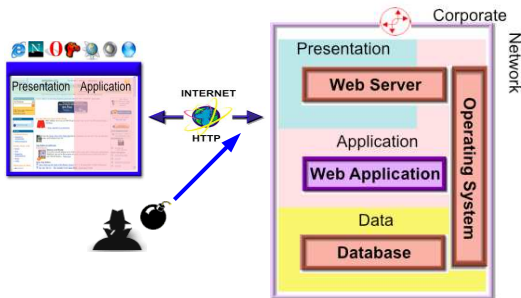 Corporate
Network
Presentation
Web Server
Application
Web Application
Data
Database
Operating System
Presentation Application
INTERNET
HTTP